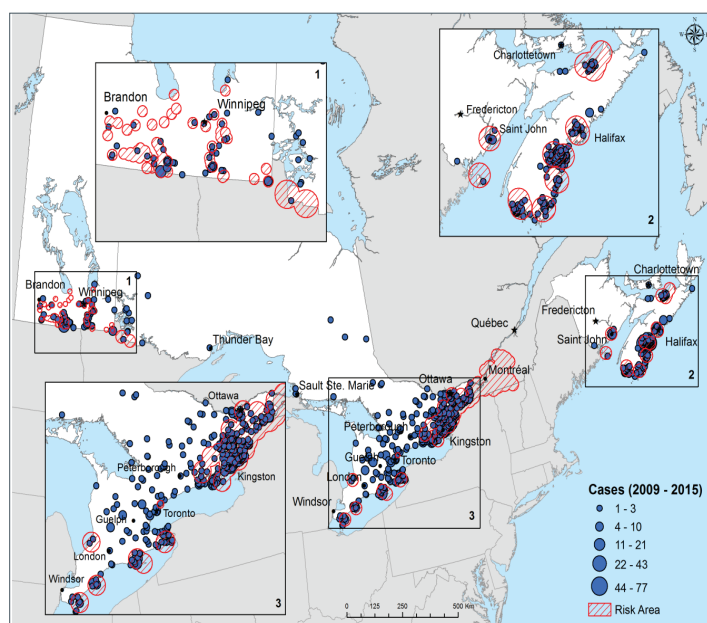 1
Brandon
Winnipeg
Charlottetown
Fredericton
Saint John
Halifax
2
N
W
E
S
Brandon
Winnipeg
1
Thunder Bay
Québec
Charlottetown
Fredericton
Saint John
Halifax
2
Sault Ste. Marie
Ottawa
Montréal
Peterborough
Kingston
Guelph
Toronto
London
Windsor
3
Ottawa
Peterborough
Kingston
Guelph
Toronto
London
Windsor
3
Cases (2009 - 2015)
1 - 3
4 - 10
11 - 21
22 - 43
44 - 77
Risk Area
0 125 250 500 Km